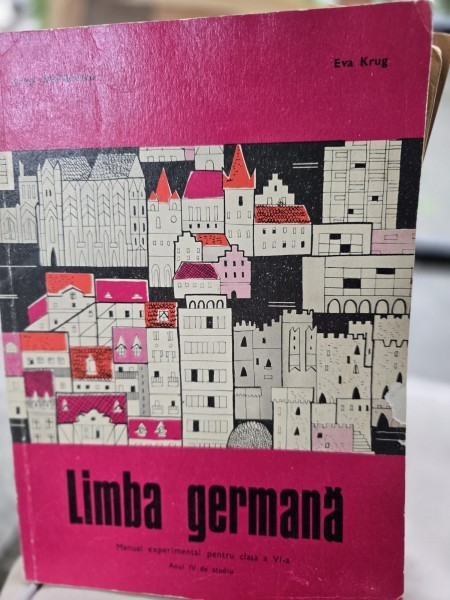 Eva Krug
Limba germană
Manual experimental pentru clasa a VI-a
Anul IV de studiu